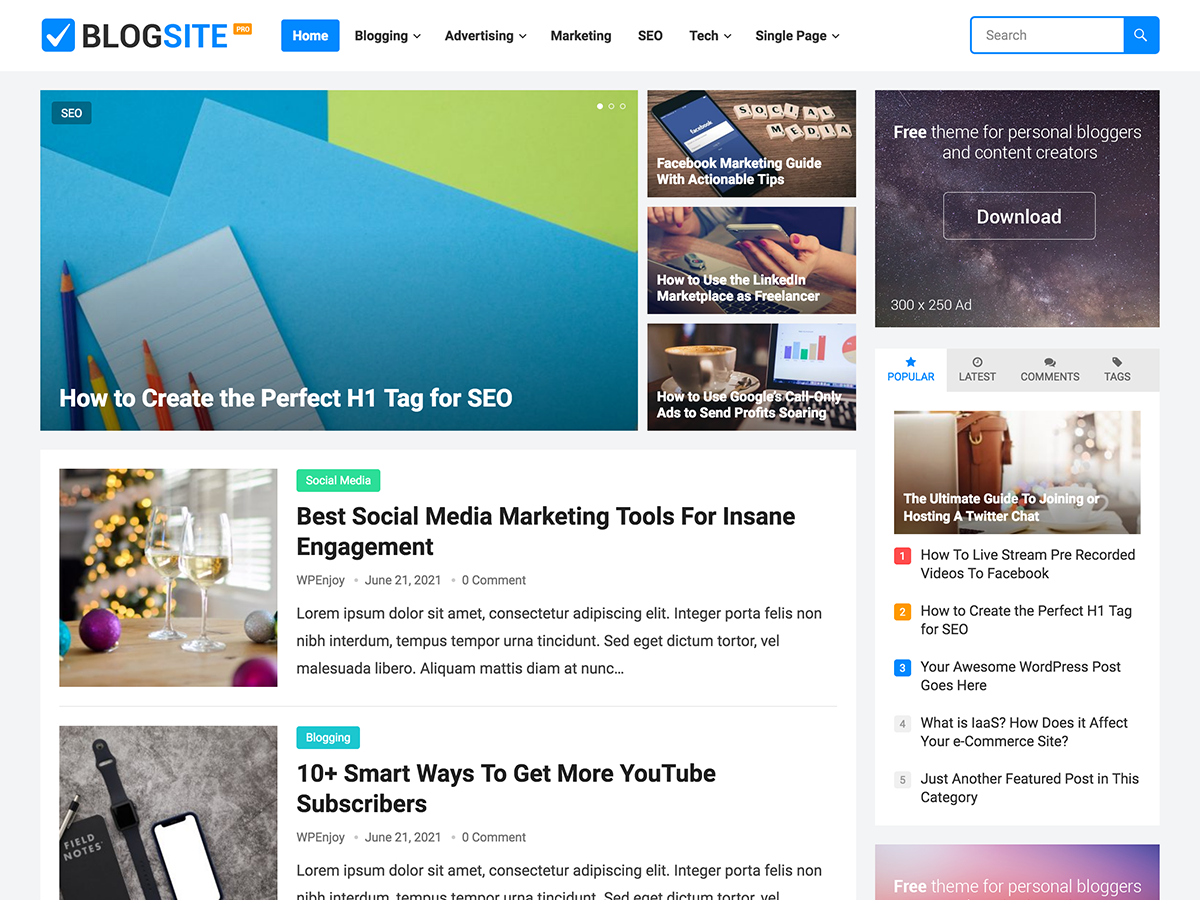 BLOGSITE PRO
Home
Blogging
Advertising
Marketing
SEO
Tech
Single Page
Search
SEO
How to Create the Perfect H1 Tag for SEO
facebook
SOCIAL
MEDIA
Facebook Marketing Guide
With Actionable Tips
How to Use the LinkedIn
Marketplace as Freelancer
How to Use Google's Call-Only
Ads to Send Profits Soaring
Free theme for personal bloggers
and content creators
Download
300 x 250 Ad
POPULAR
LATEST
COMMENTS
TAGS
The Ultimate Guide To Joining or
Hosting A Twitter Chat
1 How To Live Stream Pre Recorded
Videos To Facebook
2 How to Create the Perfect H1 Tag
for SEO
3 Your Awesome WordPress Post
Goes Here
4 What is IaaS? How Does it Affect
Your e-Commerce Site?
5 Just Another Featured Post in This
Category
Social Media
Best Social Media Marketing Tools For Insane
Engagement
WPEnjoy • June 21, 2021 • 0 Comment
Lorem ipsum dolor sit amet, consectetur adipiscing elit. Integer porta felis non
nibh interdum, tempus tempor urna tincidunt. Sed eget dictum tortor, vel
malesuada libero. Aliquam mattis diam at nunc…
FIELD
NOTES
Blogging
10+ Smart Ways To Get More YouTube
Subscribers
WPEnjoy • June 21, 2021 • 0 Comment
Lorem ipsum dolor sit amet, consectetur adipiscing elit. Integer porta felis non
nibh interdum, tempus tempor urna tincidunt. Sed eget dictum tortor, vel
Free theme for personal bloggers